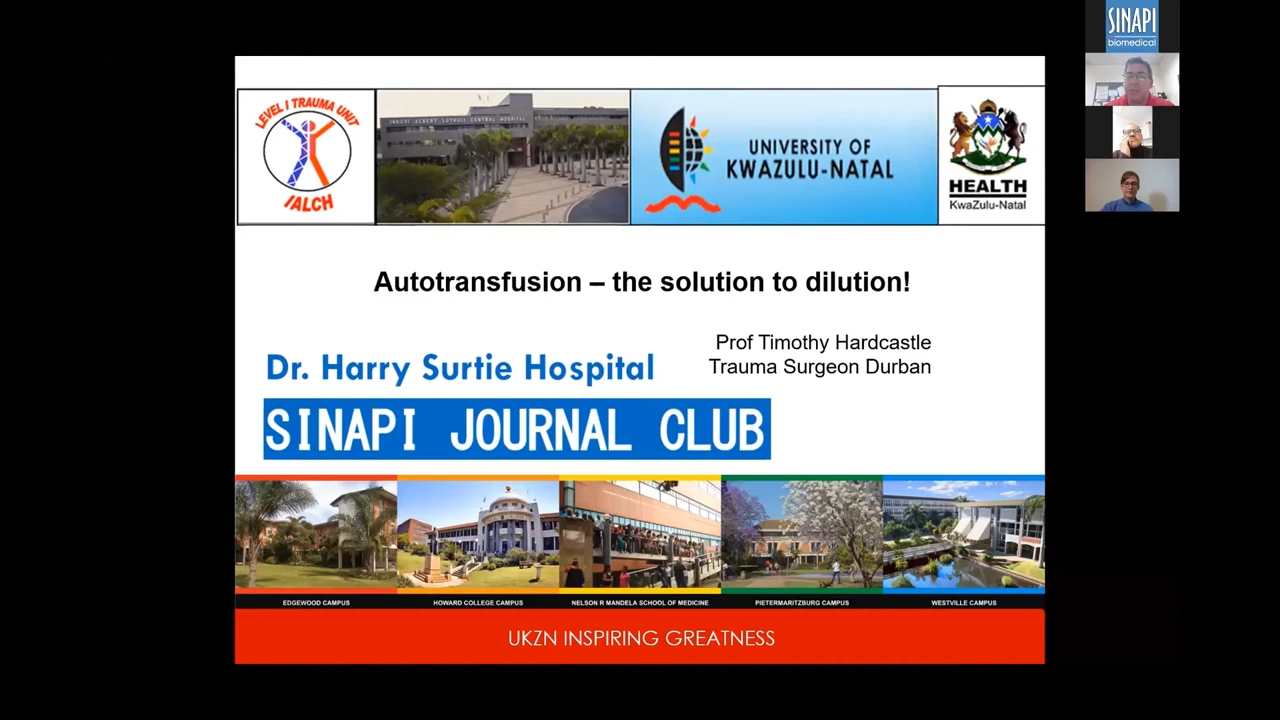 SINAPI
biomedical
LEVEL I TRAUMA UNIT
IALCH
INKOSI ALBERT LUTHULI CENTRAL HOSPITAL
UNIVERSITY OF
KWAZULU-NATAL
HEALTH
KwaZulu-Natal
Autotransfusion – the solution to dilution!
Prof Timothy Hardcastle
Trauma Surgeon Durban
Dr. Harry Surtie Hospital
SINAPI JOURNAL CLUB
EDGEWOOD CAMPUS
HOWARD COLLEGE CAMPUS
NELSON R MANDELA SCHOOL OF MEDICINE
PIETERMARITZBURG CAMPUS
WESTVILLE CAMPUS
UKZN INSPIRING GREATNESS